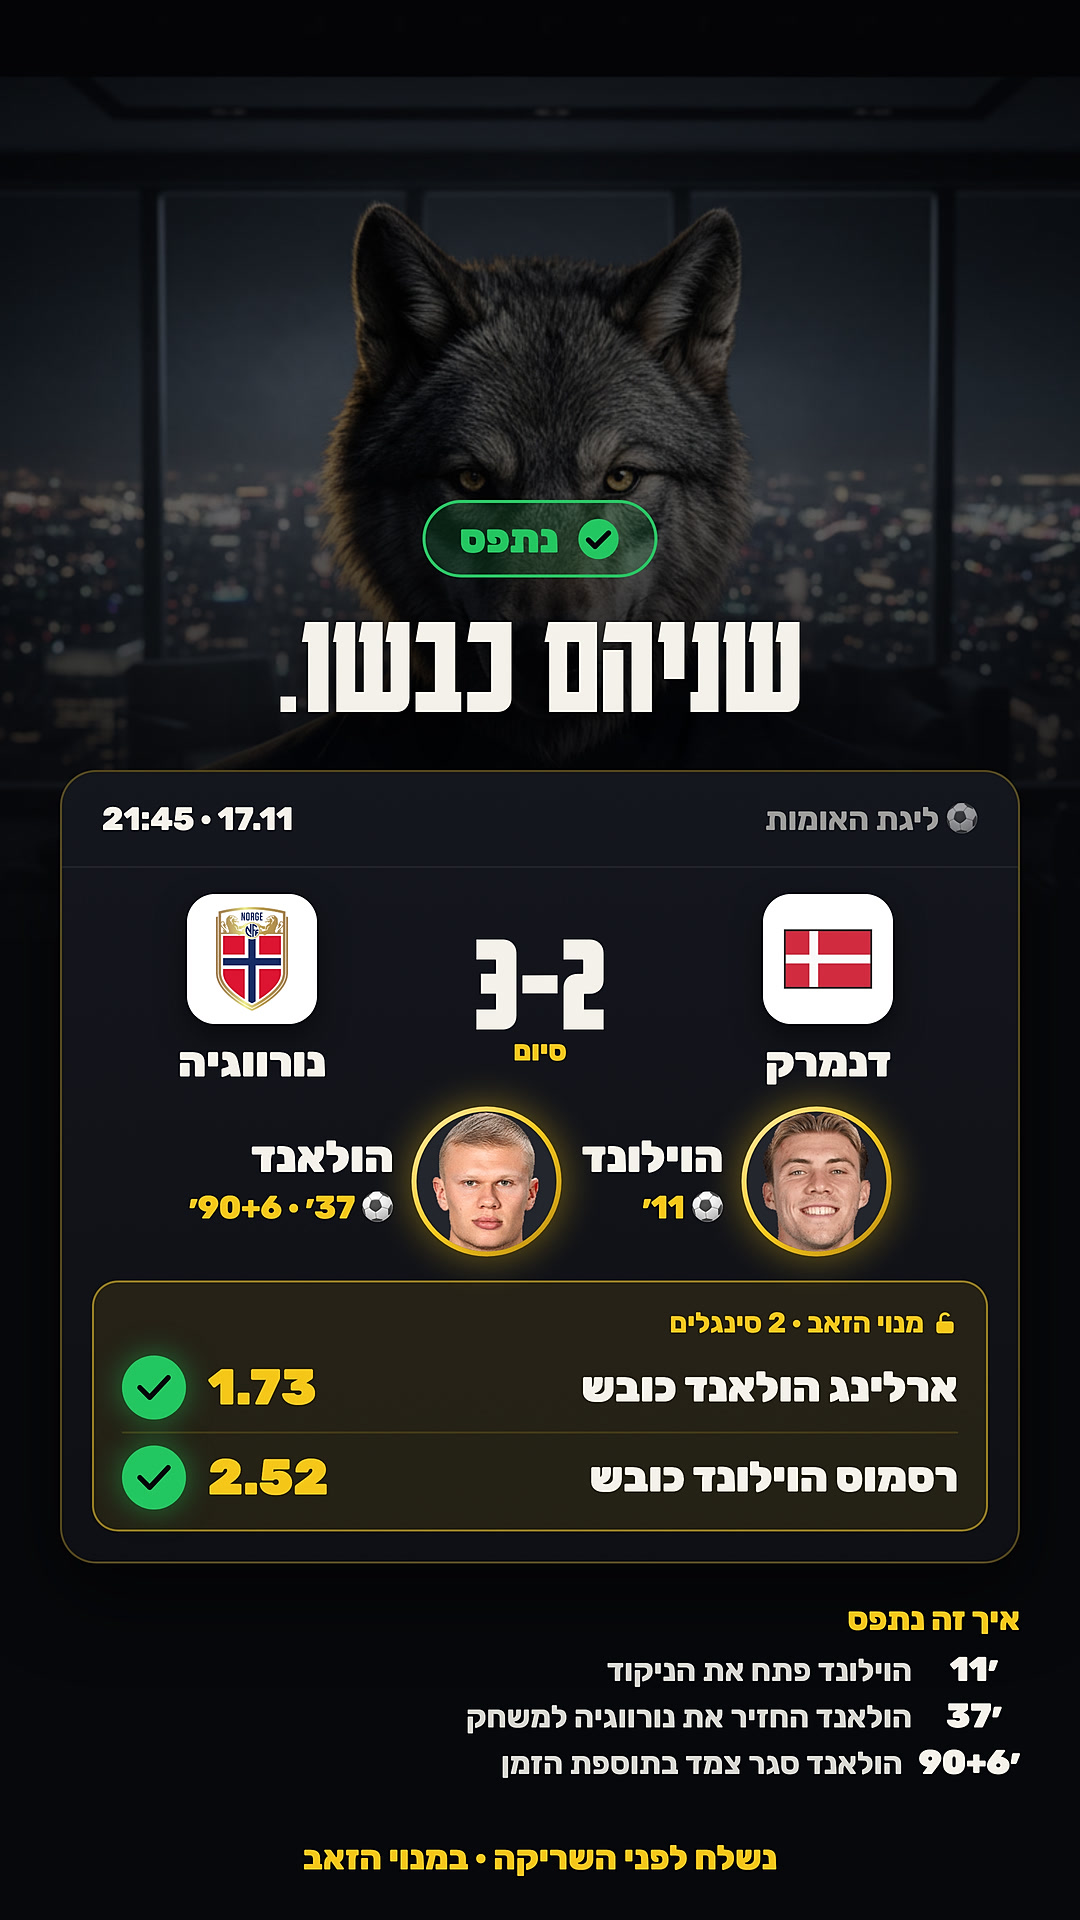 נתפס
שניהם כבשו.
ליגת האומות
17.11 • 21:45
NORGE
3-2
סיום
דנמרק
נורווגיה
הוילונד
11'
הולאנד
37' • 90+6'
מנוי הזאב • 2 סינגלים
ארלינג הולאנד כובש 1.73
רסמוס הוילונד כובש 2.52
איך זה נתפס
11' הוילונד פתח את הניקוד
37' הולאנד החזיר את נורווגיה למשחק
90+6' הולאנד סגר צמד בתוספת הזמן
נשלח לפני השריקה • במנוי הזאב